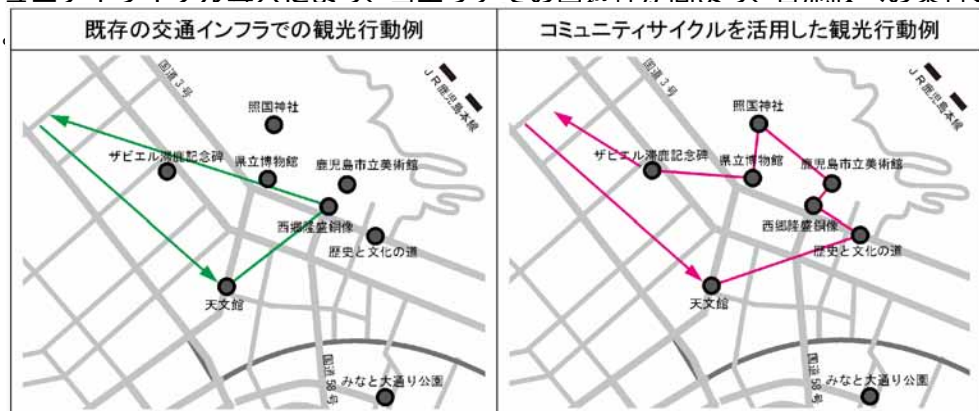 既存の交通インフラでの観光行動例
国道3号
JR鹿児島本線
照国神社
ザビエル滞鹿記念碑
県立博物館
鹿児島市立美術館
西郷隆盛銅像
歴史と文化の道
天文館
国道58号
みなと大通り公園
コミュニティサイクルを活用した観光行動例
国道3号
JR鹿児島本線
照国神社
ザビエル滞鹿記念碑
県立博物館
鹿児島市立美術館
西郷隆盛銅像
歴史と文化の道
天文館
国道58号
みなと大通り公園